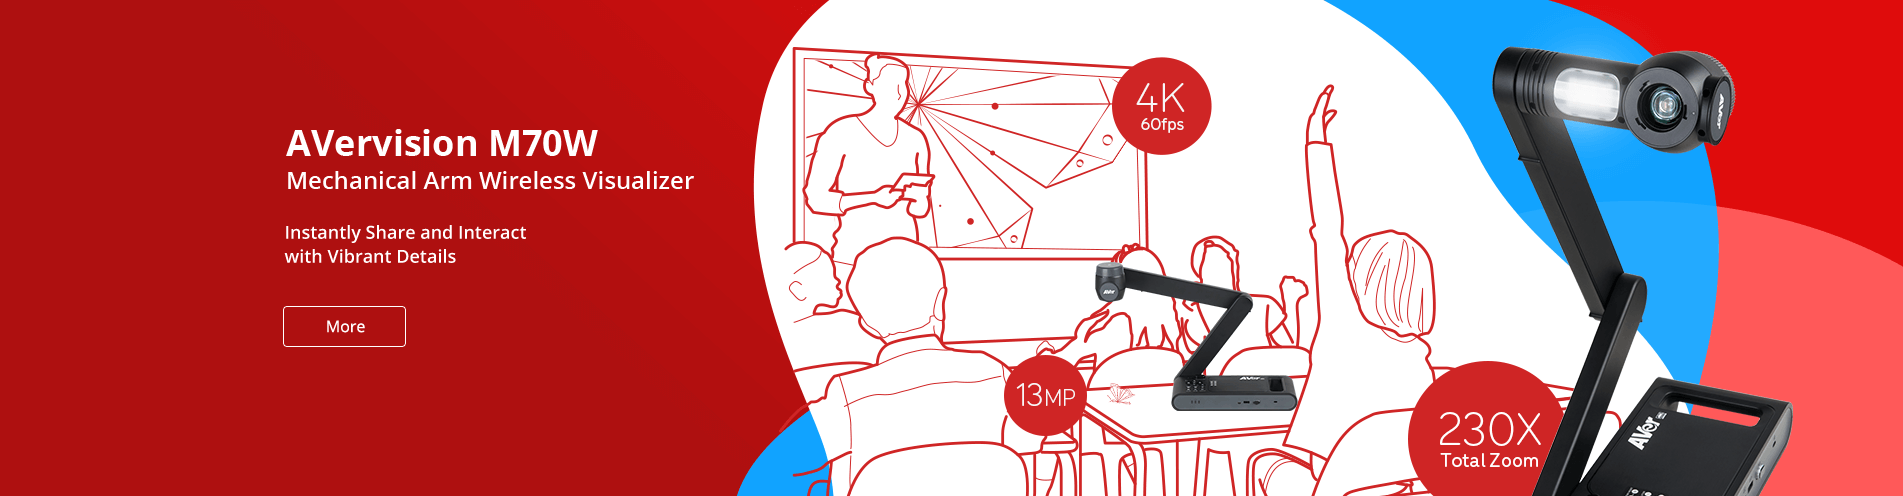 AVervision M70W
Mechanical Arm Wireless Visualizer
Instantly Share and Interact
with Vibrant Details
More
4K
60fps
13MP
230X
Total Zoom
AVer
AVer
AVer
AVer